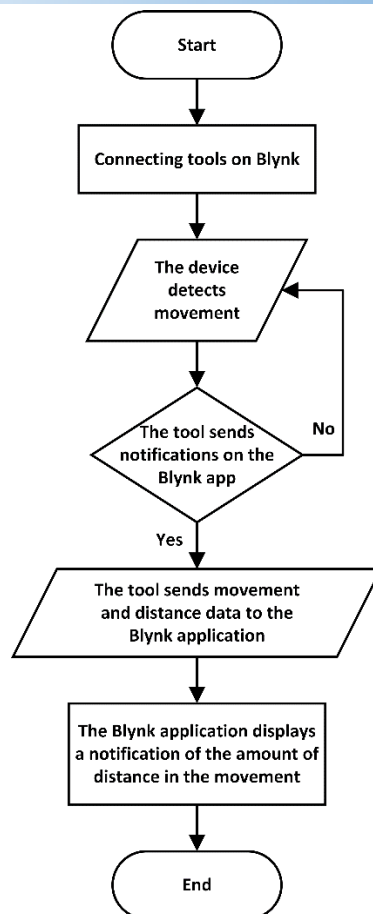 Start
Connecting tools on Blynk
The device
detects
movement
The tool sends
notifications on the
Blynk app
No
Yes
The tool sends movement
and distance data to the
Blynk application
The Blynk application displays
a notification of the amount of
distance in the movement
End